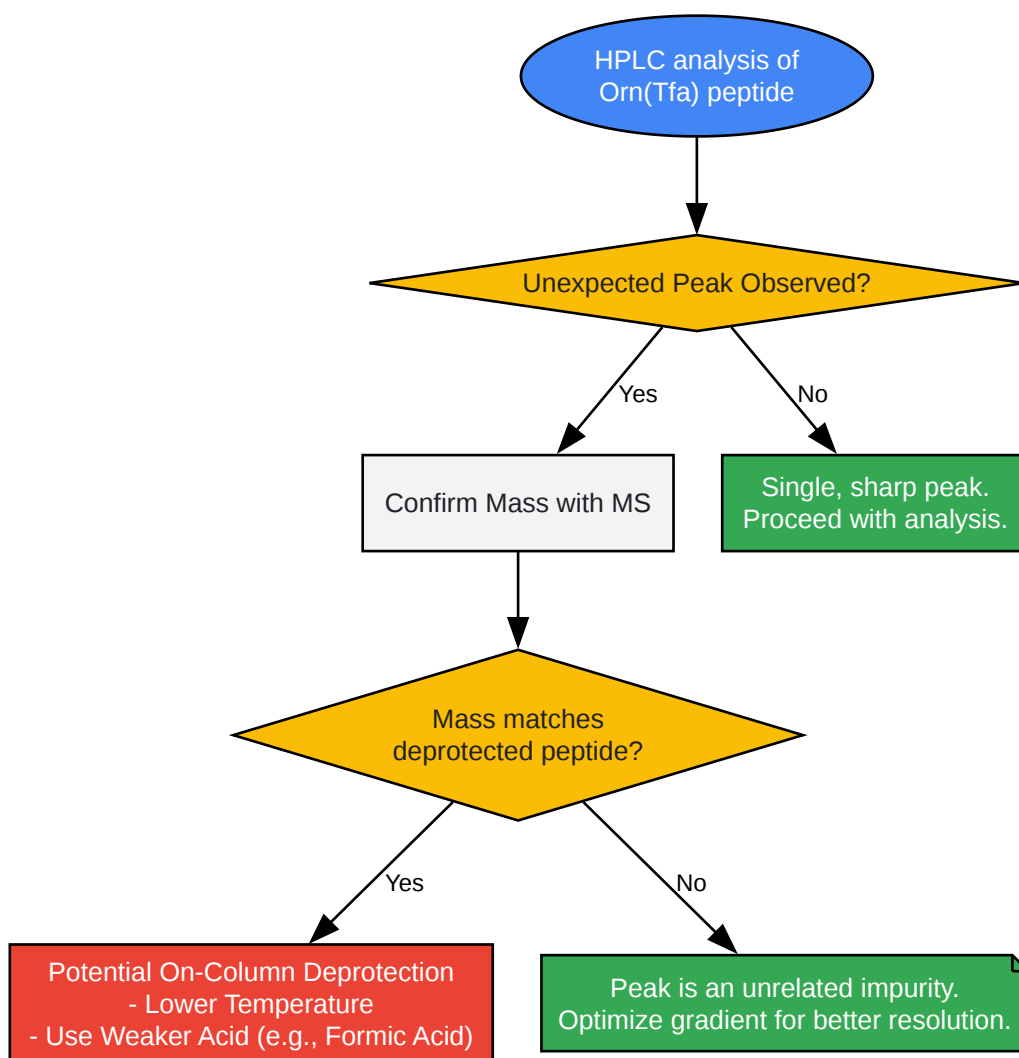 HPLC analysis of
Orn(Tfa) peptide
Unexpected Peak Observed?
Yes
No
Confirm Mass with MS
Single, sharp peak.
Proceed with analysis.
Mass matches
deprotected peptide?
Yes
No
Potential On-Column Deprotection
- Lower Temperature
- Use Weaker Acid (e.g., Formic Acid)
Peak is an unrelated impurity.
Optimize gradient for better resolution.